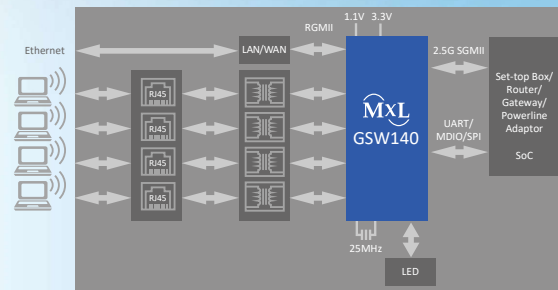 1.1V 3.3V
Ethernet
LAN/WAN
RGMII
2.5G SGMII
RJ45
RJ45
RJ45
RJ45
MxL
GSW140
UART/
MDIO/SPI
Set-top Box/
Router/
Gateway/
Powerline
Adaptor
SoC
25MHz
LED